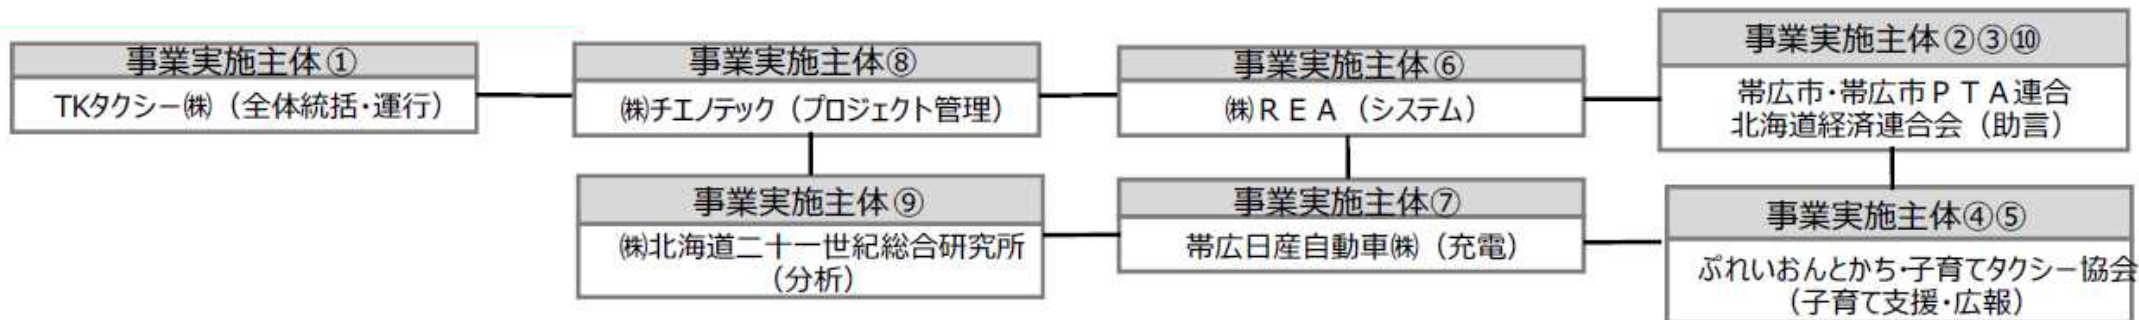 事業実施主体①
TKタクシー㈱（全体統括・運行）
事業実施主体⑧
㈱チエノテック（プロジェクト管理）
事業実施主体⑥
㈱ＲＥＡ（システム）
事業実施主体②③⑩
帯広市・帯広市ＰＴＡ連合
北海道経済連合会（助言）
事業実施主体⑨
㈱北海道二十一世紀総合研究所
（分析）
事業実施主体⑦
帯広日産自動車㈱（充電）
事業実施主体④⑤
ぷれいおんとかち・子育てタクシー協会
（子育て支援・広報）